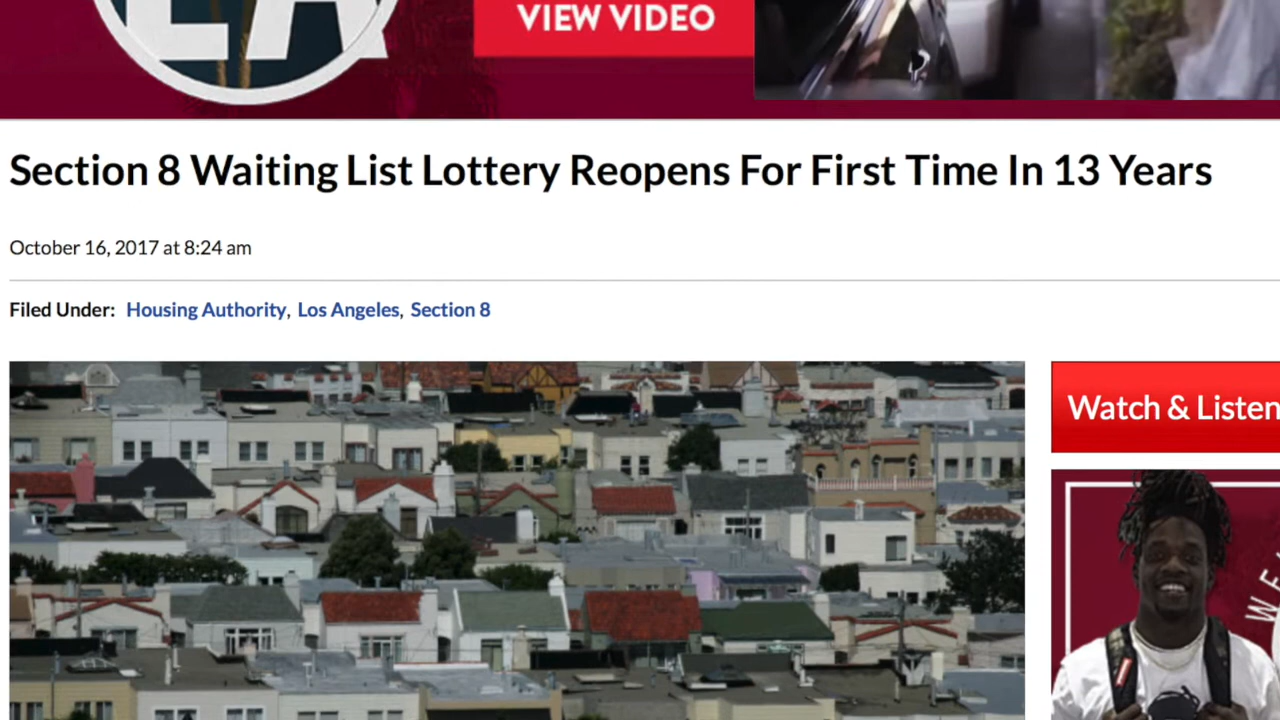 LA
VIEW VIDEO
Section 8 Waiting List Lottery Reopens For First Time In 13 Years
October 16, 2017 at 8:24 am
Filed Under: Housing Authority, Los Angeles, Section 8
Watch & Listen